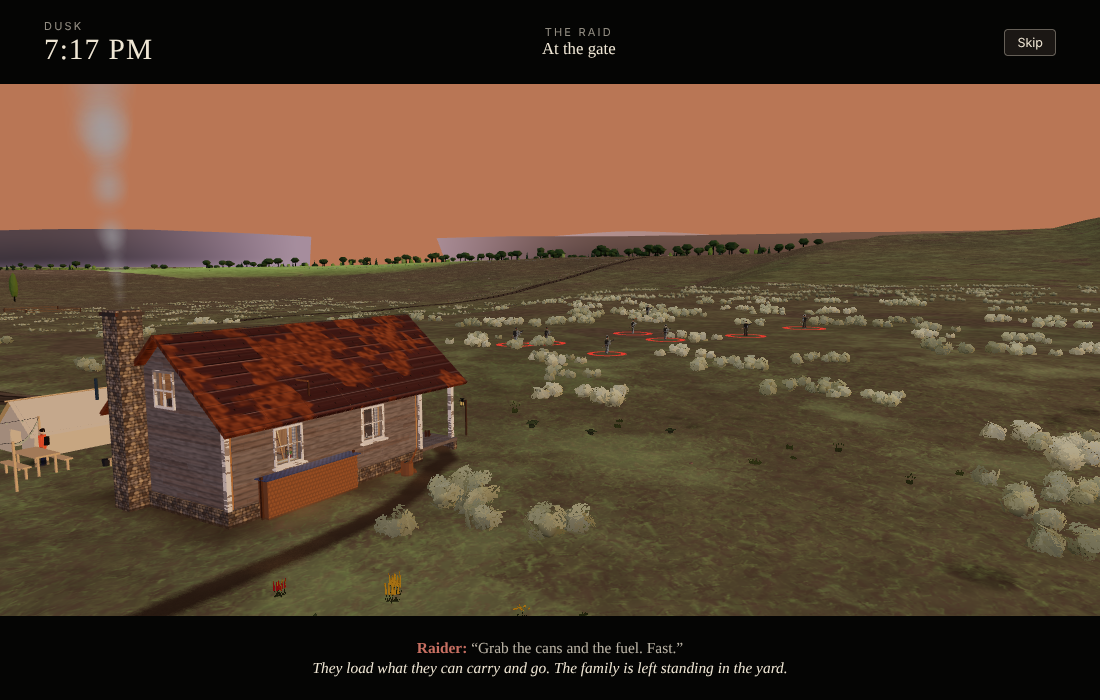 DUSK
7:17 PM
THE RAID
At the gate
Skip
Raider: “Grab the cans and the fuel. Fast.”
They load what they can carry and go. The family is left standing in the yard.